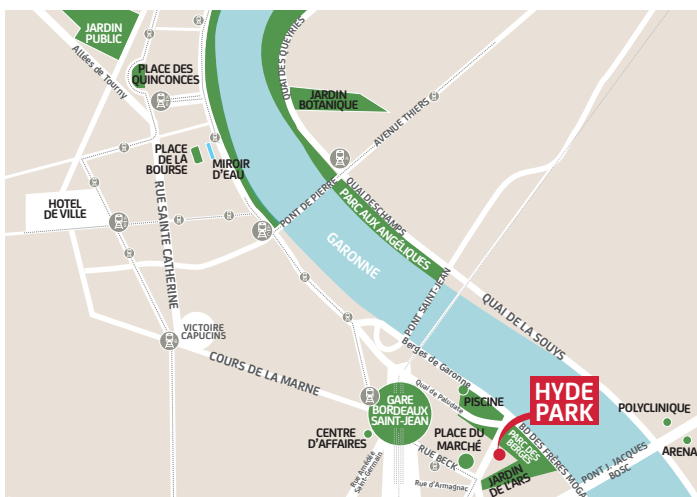 JARDIN
PUBLIC
Allées de Tourny
PLACE DES
QUINCONCES
QUAI DES QUEYRIES
JARDIN
BOTANIQUE
AVENUE THIERS
PLACE
DE LA
BOURSE
MIROIR
D'EAU
HOTEL
DE VILLE
RUE SAINTE CATHERINE
PONT DE PIERRE
QUAI DESCHAMPS
PARC AUX ANGÉLIQUES
GARONNE
PONT SAINT-JEAN
QUAI DE LA SOUYS
VICTOIRE
CAPUCINS
COURS DE LA MARNE
Berges de Garonne
Quai de Paludate
PISCINE
HYDE
PARK
GARE
BORDEAUX
SAINT-JEAN
CENTRE
D'AFFAIRES
PLACE DU
MARCHÉ
RUE BECK
PARC DES
BERGES
BD DES FRÈRES MOGA
POLYCLINIQUE
ARENA
PONT J. JACQUES
BOSC
JARDIN
DE L'ARS
Rue Amédée
Saint-Germain
Rue d'Armagnac